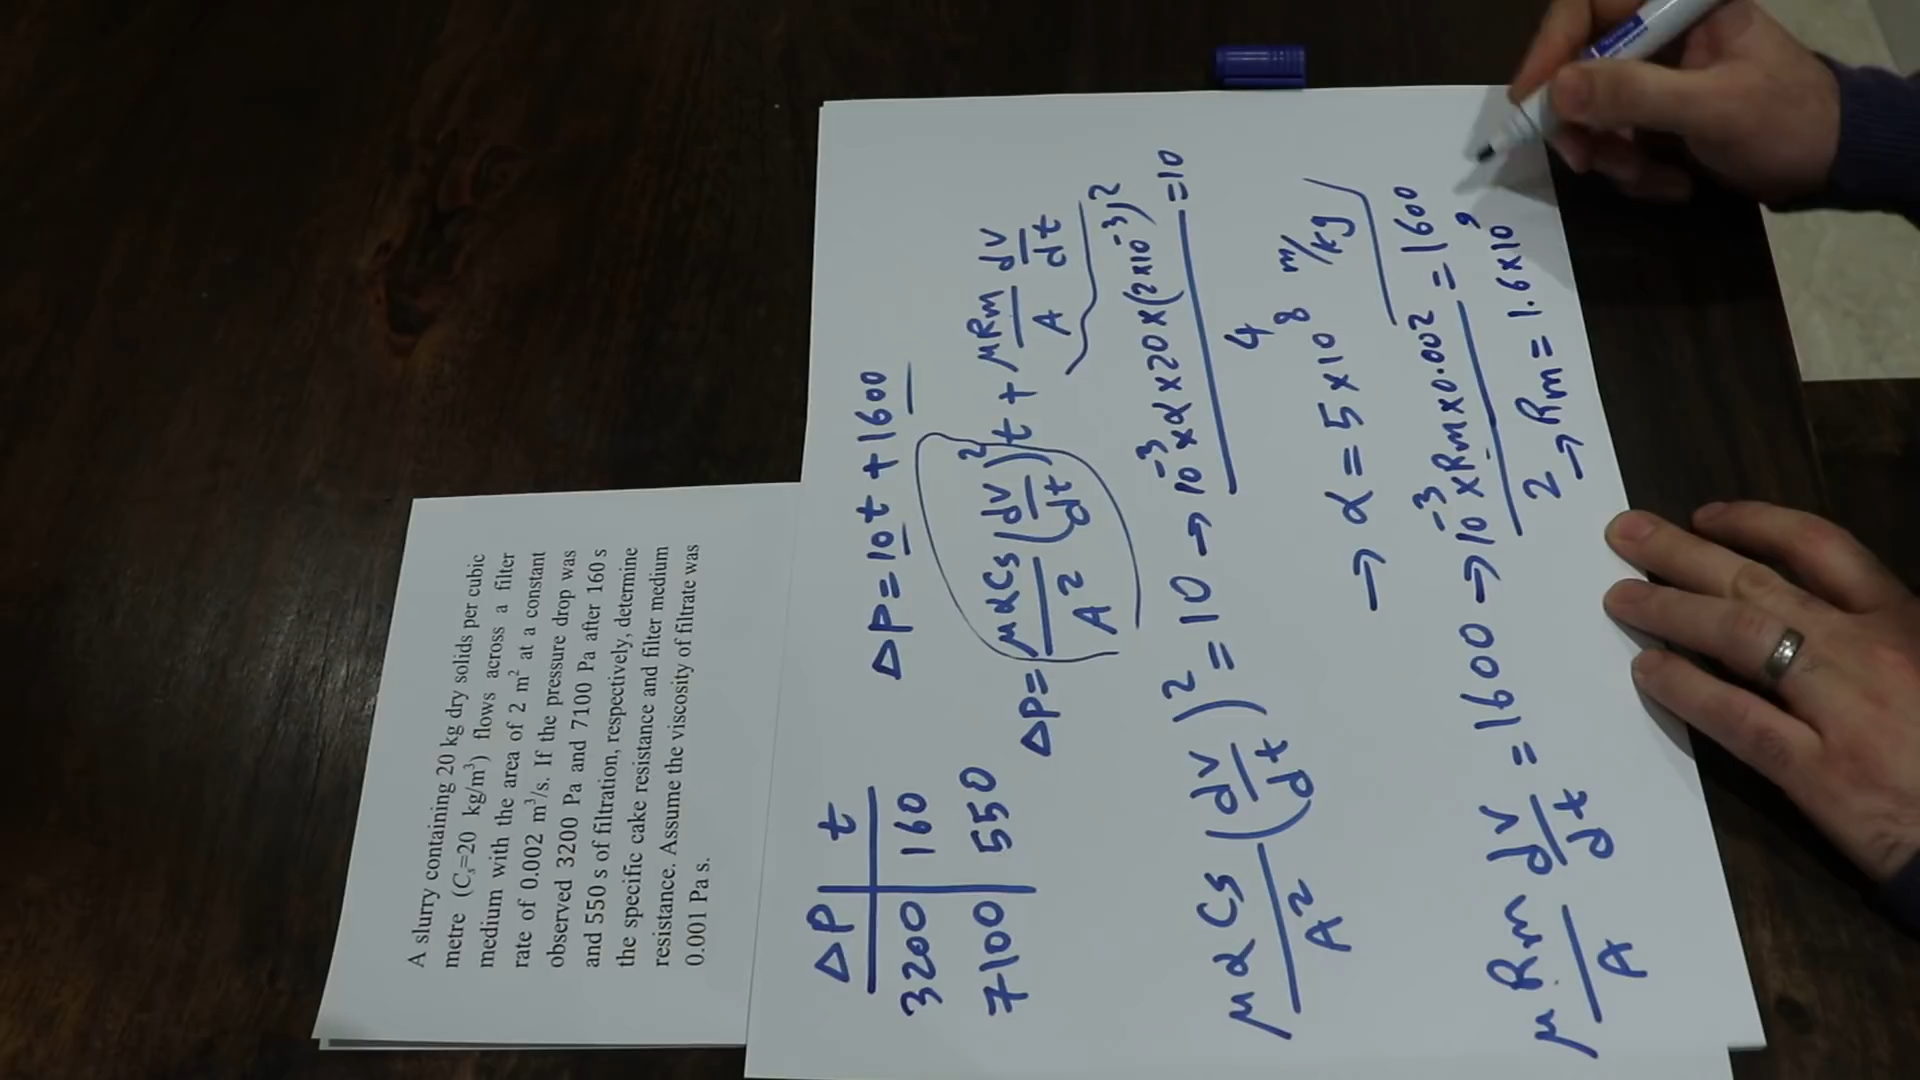 A slurry containing 20 kg dry solids per cubic
metre (Cs=20 kg/m³) flows across a filter
medium with the area of 2 m² at a constant
rate of 0.002 m³/s. If the pressure drop was
observed 3200 Pa and 7100 Pa after 160 s
and 550 s of filtration, respectively, determine
the specific cake resistance and filter medium
resistance. Assume the viscosity of filtrate was
0.001 Pa s.
ΔP | t
3200 | 160
7100 | 550
ΔP = 10t + 1600
ΔP = μαCs/A² (dV/dt)² t + μRm/A dV/dt
μαCs/A² (dV/dt)² = 10 → 10⁻³×α×20×(2×10⁻³)²/4 = 10
→ α = 5×10⁸ m/kg
μRm/A dV/dt = 1600 → 10⁻³×Rm×0.002/2 = 1600
→ Rm = 1.6×10⁹